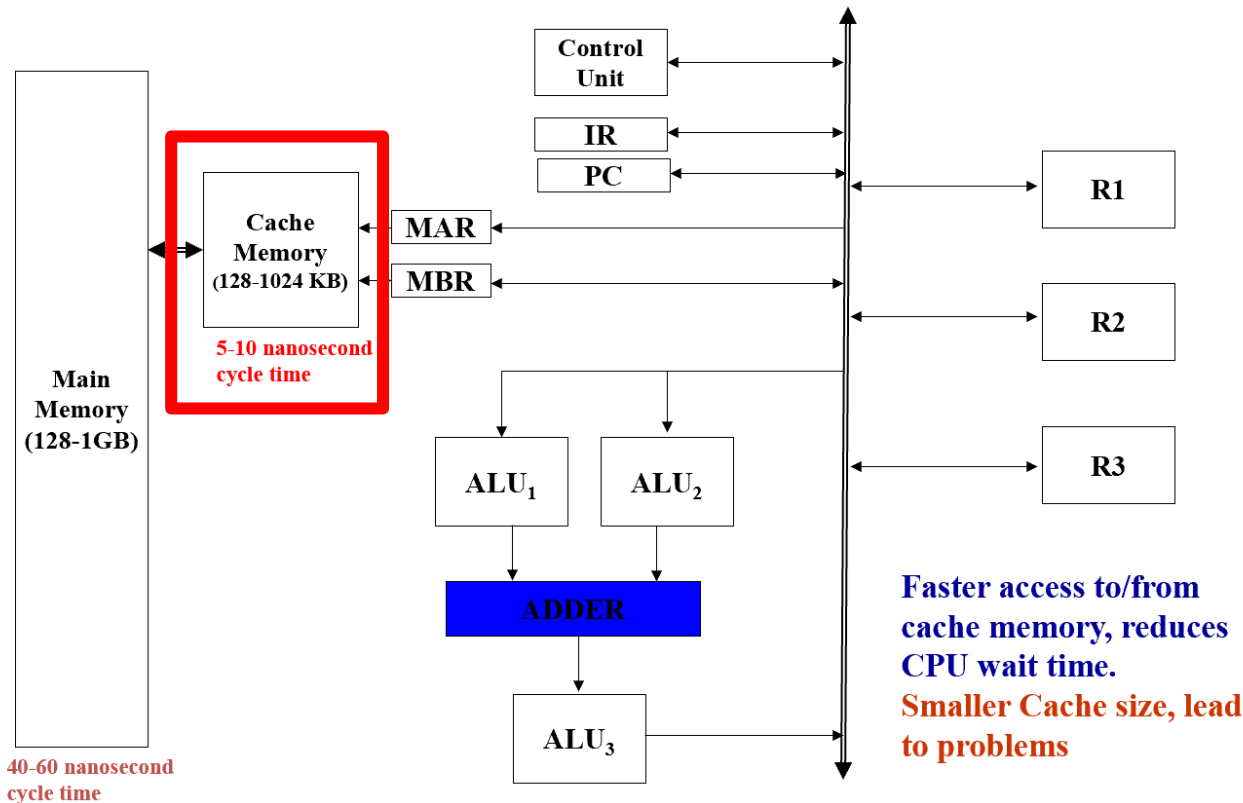 Control
Unit
IR
PC
Cache
Memory
(128-1024 KB)
MAR
MBR
5-10 nanosecond
cycle time
Main
Memory
(128-1GB)
40-60 nanosecond
cycle time
R1
R2
R3
ALU1
ALU2
ADDER
ALU3
Faster access to/from
cache memory, reduces
CPU wait time.
Smaller Cache size, lead
to problems